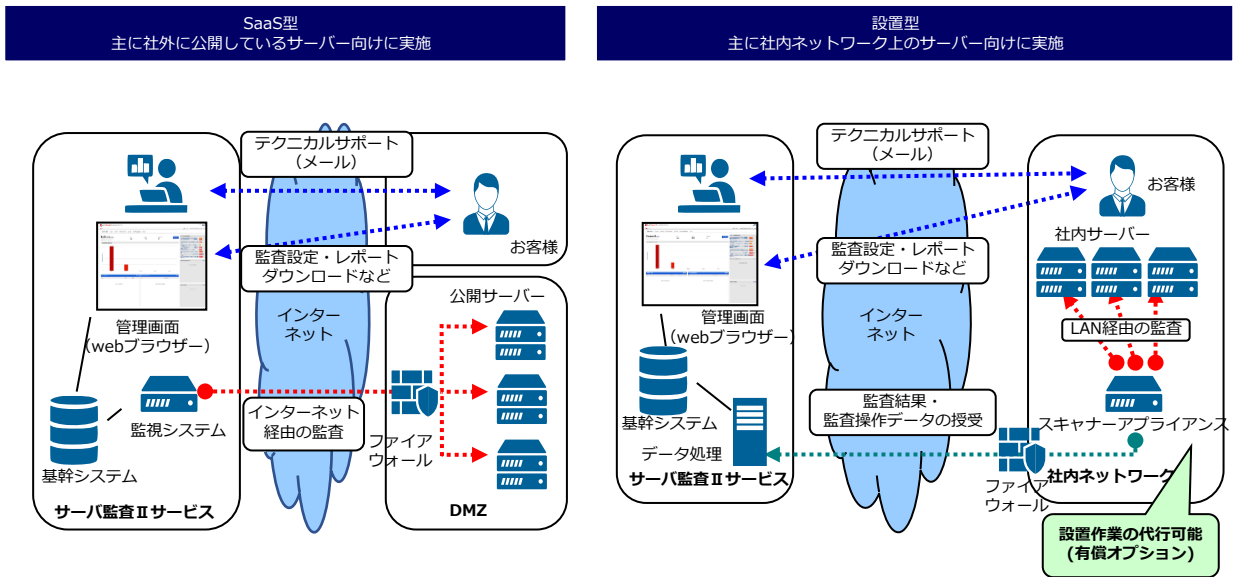 SaaS型
主に社外に公開しているサーバー向けに実施
テクニカルサポート
（メール）
お客様
監査設定・レポート
ダウンロードなど
管理画面
（webブラウザー）
インター
ネット
公開サーバー
監視システム
インターネット
経由の監査
ファイア
ウォール
基幹システム
サーバ監査Ⅱサービス
DMZ
設置型
主に社内ネットワーク上のサーバー向けに実施
テクニカルサポート
（メール）
お客様
社内サーバー
監査設定・レポート
ダウンロードなど
管理画面
（webブラウザー）
インター
ネット
LAN経由の監査
監査結果・
監査操作データの授受
スキャナーアプライアンス
基幹システム
データ処理
サーバ監査Ⅱサービス
社内ネットワーク
ファイア
ウォール
設置作業の代行可能
(有償オプション)